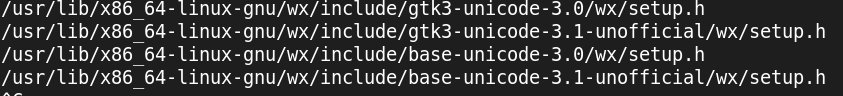 /usr/lib/x86_64-linux-gnu/wx/include/gtk3-unicode-3.0/wx/setup.h
/usr/lib/x86_64-linux-gnu/wx/include/gtk3-unicode-3.1-unofficial/wx/setup.h
/usr/lib/x86_64-linux-gnu/wx/include/base-unicode-3.0/wx/setup.h
/usr/lib/x86_64-linux-gnu/wx/include/base-unicode-3.1-unofficial/wx/setup.h